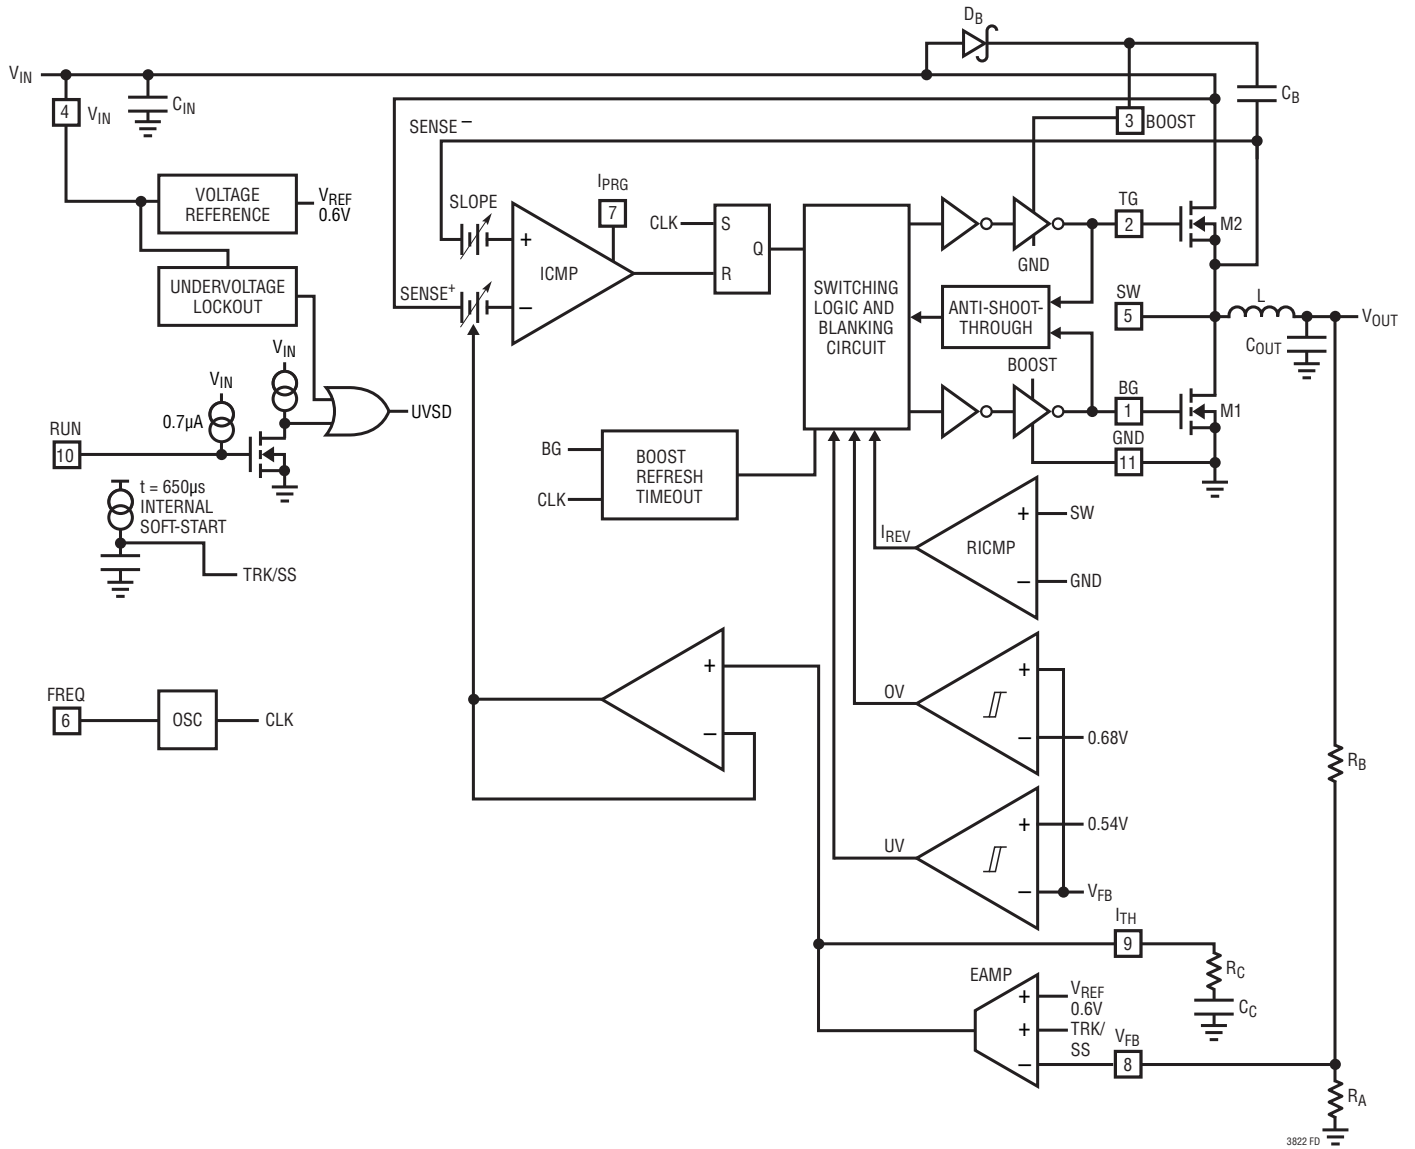 DB
VIN
4
VIN
CIN
CB
SENSE–
3
BOOST
VOLTAGE
REFERENCE
VREF
0.6V
SLOPE
IPRG
7
CLK
S
Q
R
+
ICMP
–
SENSE+
TG
2
M2
GND
UNDERVOLTAGE
LOCKOUT
SWITCHING
LOGIC AND
BLANKING
CIRCUIT
ANTI-SHOOT-
THROUGH
SW
5
L
VOUT
COUT
BOOST
BG
1
M1
GND
11
VIN
VIN
0.7µA
UVSD
RUN
10
t = 650µs
INTERNAL
SOFT-START
TRK/SS
BG
CLK
BOOST
REFRESH
TIMEOUT
IREV
RICMP
+
SW
–
GND
FREQ
6
OSC
CLK
+
–
OV
+
–
0.68V
RB
UV
+
0.54V
–
VFB
ITH
9
RC
CC
EAMP
+
VREF
0.6V
+
TRK/
SS
–
VFB
8
RA
3822 FD